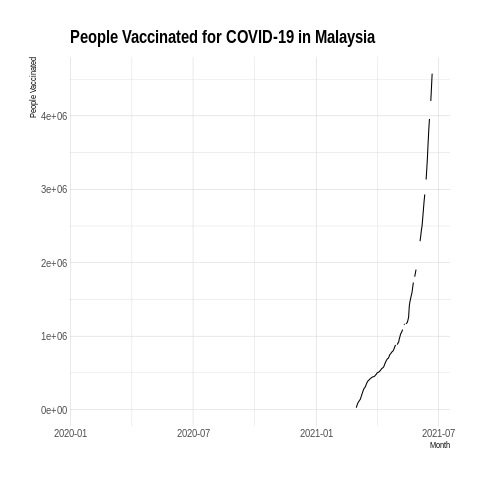 People Vaccinated for COVID-19 in Malaysia
People Vaccinated
4e+06
3e+06
2e+06
1e+06
0e+00
2020-01 2020-07 2021-01 2021-07
Month